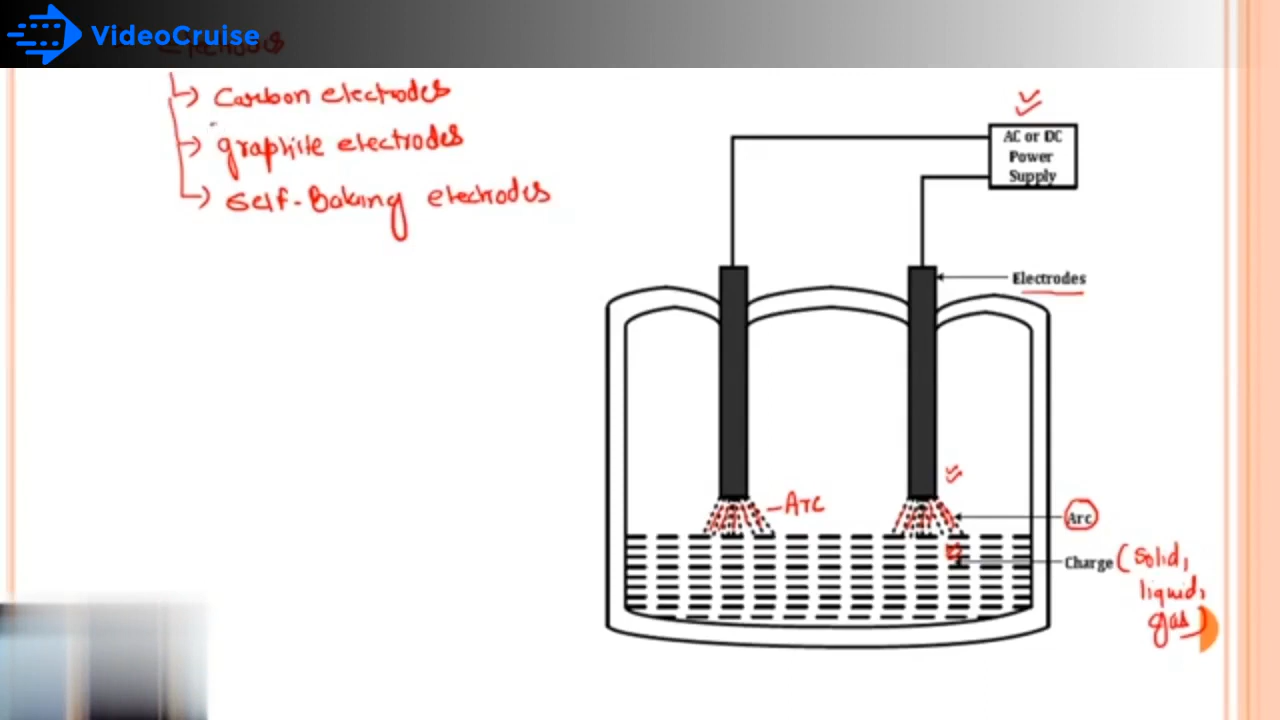 VideoCruise
Carbon electrodes
graphite electrodes
Self-Baking electrodes
AC or DC
Power
Supply
Electrodes
Arc
Arc
Charge (solid,
liquid,
gas)